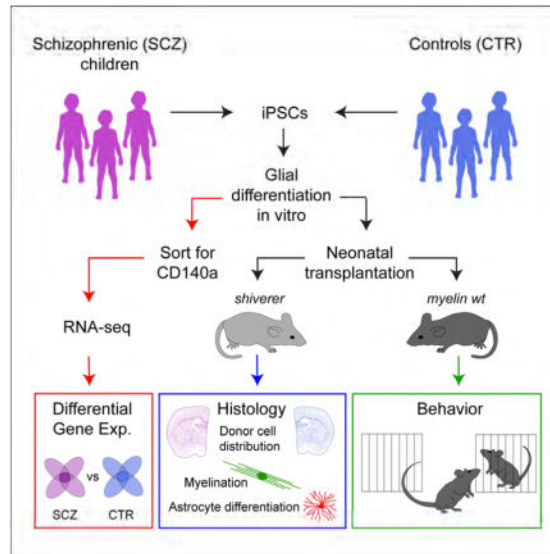 Schizophrenic (SCZ)
children
Controls (CTR)
iPSCs
Glial
differentiation
in vitro
Sort for
CD140a
Neonatal
transplantation
RNA-seq
shiverer
myelin wt
Differential
Gene Exp.
SCZ
vs
CTR
Histology
Donor cell
distribution
Myelination
Astrocyte differentiation
Behavior